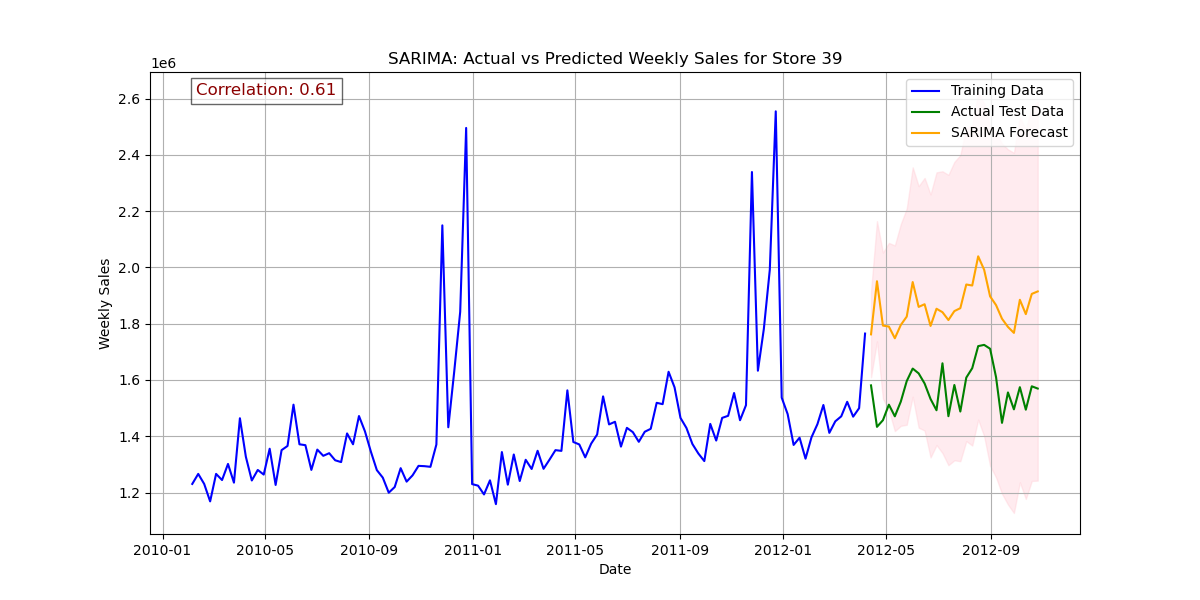 SARIMA: Actual vs Predicted Weekly Sales for Store 39
1e6
Correlation: 0.61
Training Data
Actual Test Data
SARIMA Forecast
2.6
2.4
2.2
2.0
1.8
1.6
1.4
1.2
Weekly Sales
2010-01 2010-05 2010-09 2011-01 2011-05 2011-09 2012-01 2012-05 2012-09
Date